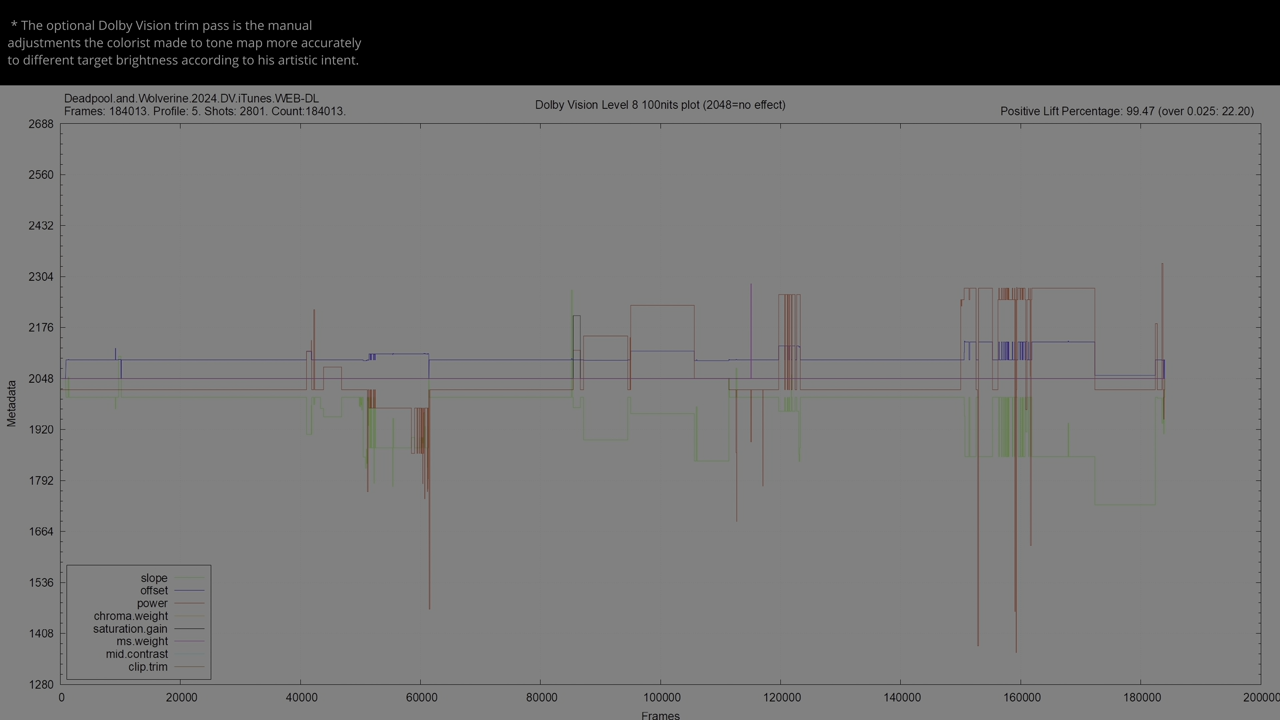 * The optional Dolby Vision trim pass is the manual
adjustments the colorist made to tone map more accurately
to different target brightness according to his artistic intent.
Deadpool.and.Wolverine.2024.DV.iTunes.WEB-DL
Frames: 184013. Profile: 5. Shots: 2801. Count:184013.
Dolby Vision Level 8 100nits plot (2048=no effect)
Positive Lift Percentage: 99.47 (over 0.025: 22.20)
2688
2560
2432
2304
2176
2048
1920
1792
1664
1536
1408
1280
Metadata
slope
offset
power
chroma.weight
saturation.gain
ms.weight
mid.contrast
clip.trim
0 20000 40000 60000 80000 100000 120000 140000 160000 180000 200000
Frames